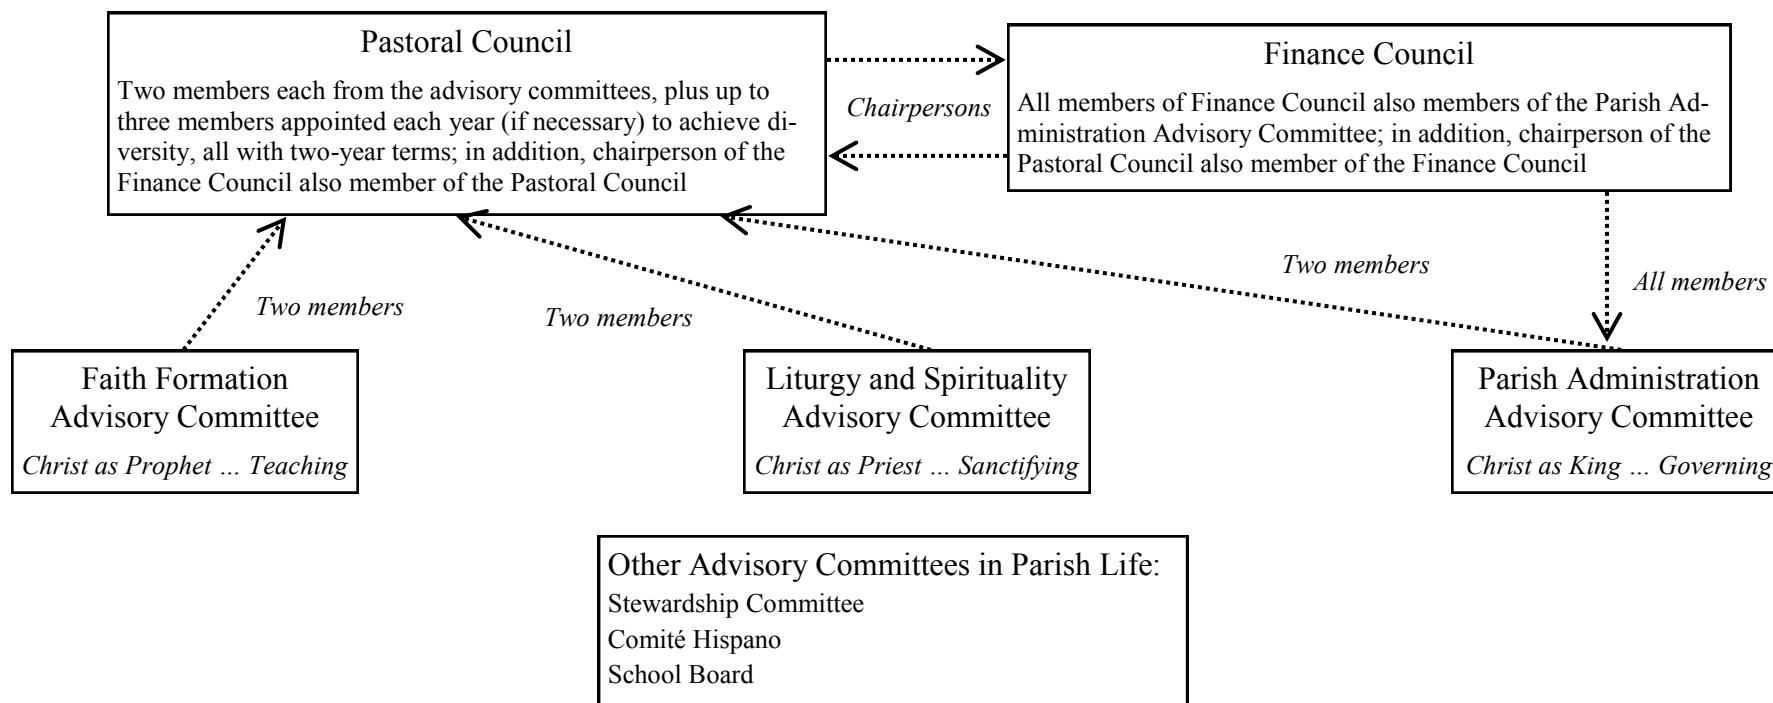 Pastoral Council
Two members each from the advisory committees, plus up to
three members appointed each year (if necessary) to achieve di-
versity, all with two-year terms; in addition, chairperson of the
Finance Council also member of the Pastoral Council
Chairpersons
Finance Council
All members of Finance Council also members of the Parish Ad-
ministration Advisory Committee; in addition, chairperson of the
Pastoral Council also member of the Finance Council
Two members
Two members
Two members
All members
Faith Formation
Advisory Committee
Christ as Prophet ... Teaching
Liturgy and Spirituality
Advisory Committee
Christ as Priest ... Sanctifying
Parish Administration
Advisory Committee
Christ as King ... Governing
Other Advisory Committees in Parish Life:
Stewardship Committee
Comité Hispano
School Board